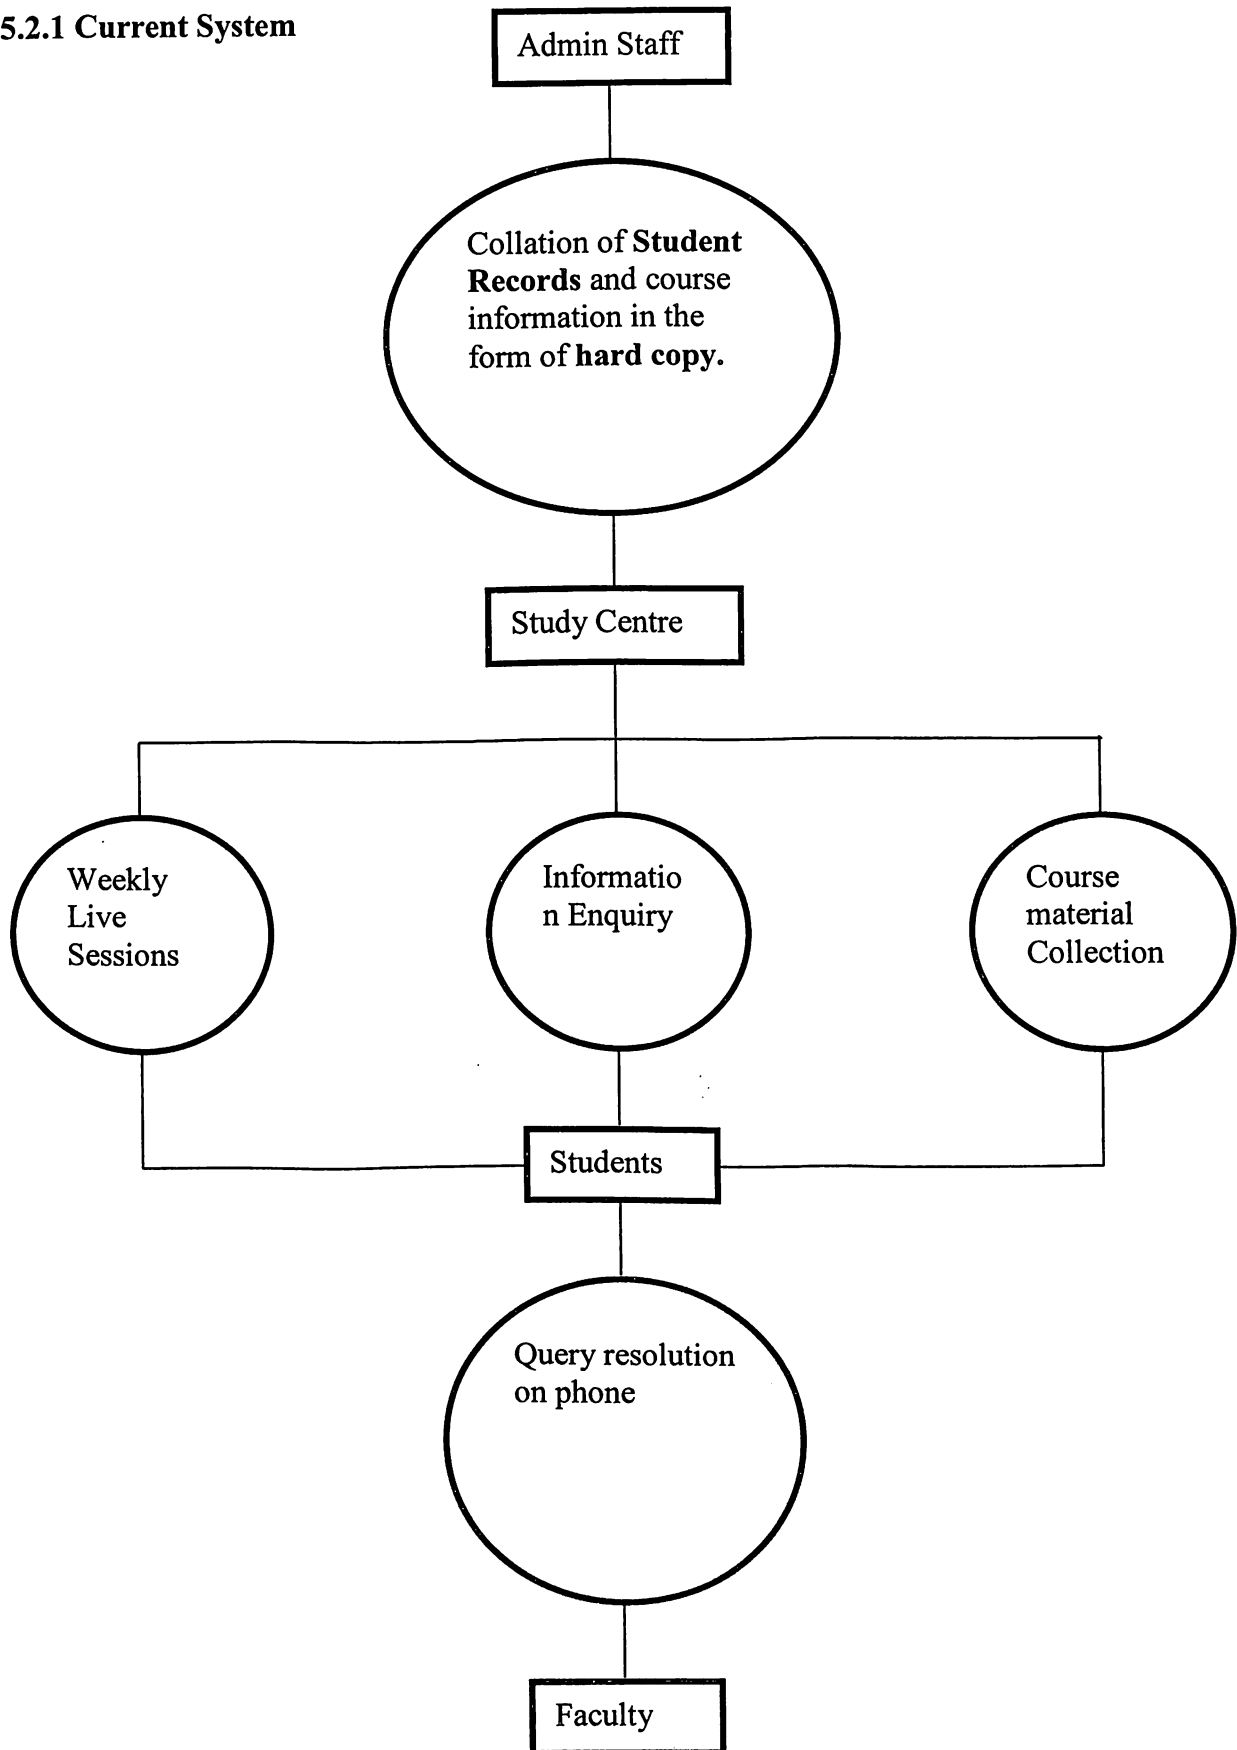 5.2.1 Current System
Admin Staff
Collation of Student
Records and course
information in the
form of hard copy.
Study Centre
Weekly
Live
Sessions
Informatio
n Enquiry
Course
material
Collection
Students
Query resolution
on phone
Faculty